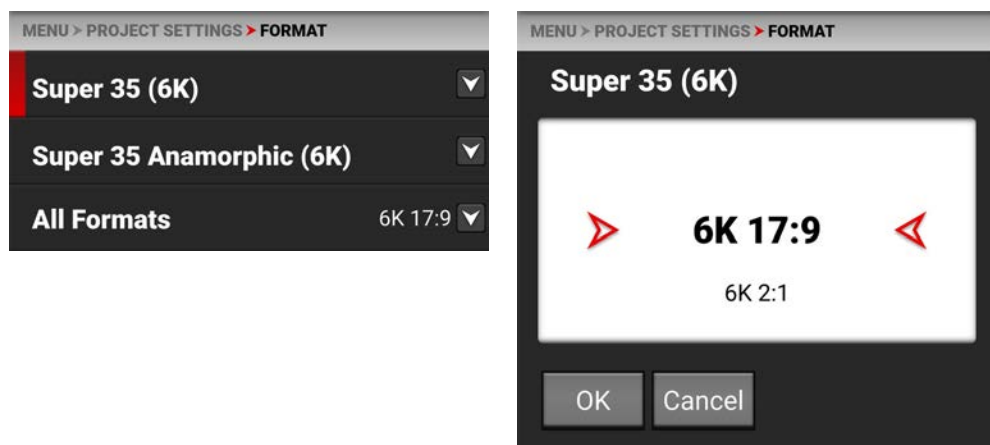 MENU > PROJECT SETTINGS > FORMAT
Super 35 (6K)
Super 35 Anamorphic (6K)
All Formats 6K 17:9
MENU > PROJECT SETTINGS > FORMAT
Super 35 (6K)
6K 17:9
6K 2:1
OK Cancel